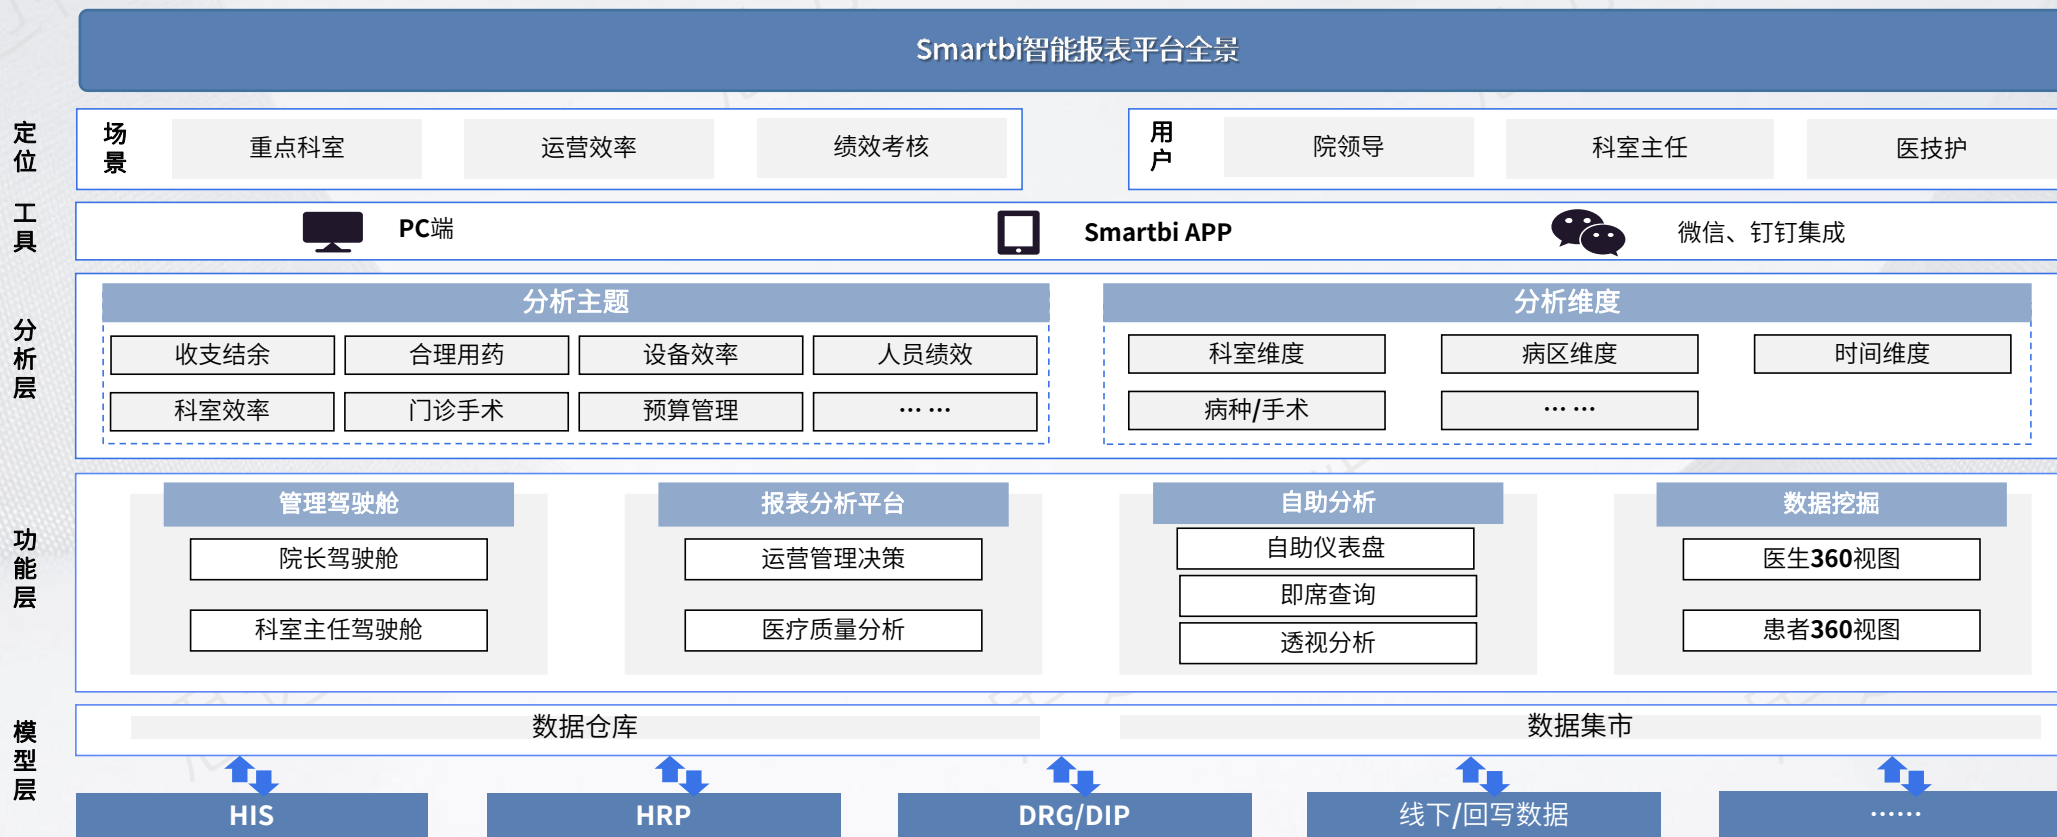 Smartbi智能报表平台全景
定位
场景
重点科室
运营效率
绩效考核
用户
院领导
科室主任
医技护
工具
PC端
Smartbi APP
微信、钉钉集成
分析层
分析主题
收支结余
合理用药
设备效率
人员绩效
科室效率
门诊手术
预算管理
... ...
分析维度
科室维度
病区维度
时间维度
病种/手术
... ...
功能层
管理驾驶舱
院长驾驶舱
科室主任驾驶舱
报表分析平台
运营管理决策
医疗质量分析
自助分析
自助仪表盘
即席查询
透视分析
数据挖掘
医生360视图
患者360视图
模型层
数据仓库
数据集市
HIS
HRP
DRG/DIP
线下/回写数据
......